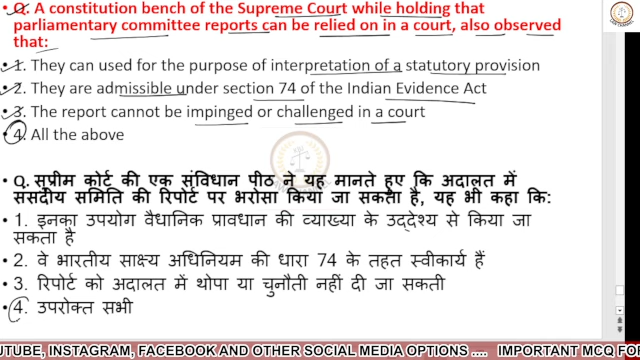 • Q. A constitution bench of the Supreme Court while holding that
parliamentary committee reports can be relied on in a court, also observed
that:
• 1. They can used for the purpose of interpretation of a statutory provision
• 2. They are admissible under section 74 of the Indian Evidence Act
• 3. The report cannot be impinged or challenged in a court
• 4. All the above
• Q. सुप्रीम कोर्ट की एक संविधान पीठ ने यह मानते हुए कि अदालत में
संसदीय समिति की रिपोर्ट पर भरोसा किया जा सकता है, यह भी कहा कि:
• 1. इनका उपयोग वैधानिक प्रावधान की व्याख्या के उद्देश्य से किया जा
सकता है
• 2. वे भारतीय साक्ष्य अधिनियम की धारा 74 के तहत स्वीकार्य हैं
• 3. रिपोर्ट को अदालत में थोपा या चुनौती नहीं दी जा सकती
• 4. उपरोक्त सभी
UTUBE, INSTAGRAM, FACEBOOK AND OTHER SOCIAL MEDIA OPTIONS .... IMPORTANT MCQ FO